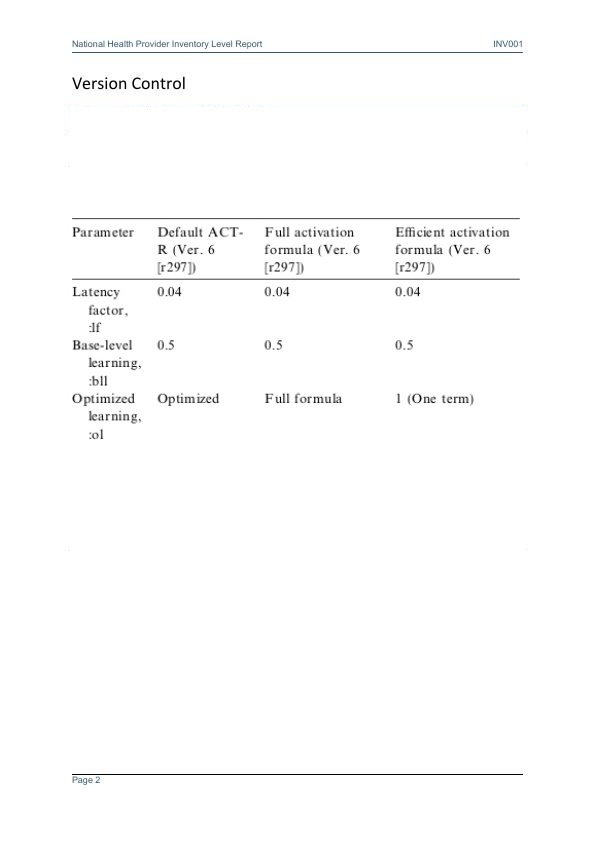 National Health Provider Inventory Level Report INV001
Version Control
Parameter Default ACT- Full activation Efficient activation
R (Ver. 6 formula (Ver. 6 formula (Ver. 6
[r297]) [r297]) [r297])
Latency 0.04 0.04 0.04
factor,
:lf
Base-level 0.5 0.5 0.5
learning,
:bll
Optimized Optimized Full formula 1 (One term)
learning,
:ol
Page 2